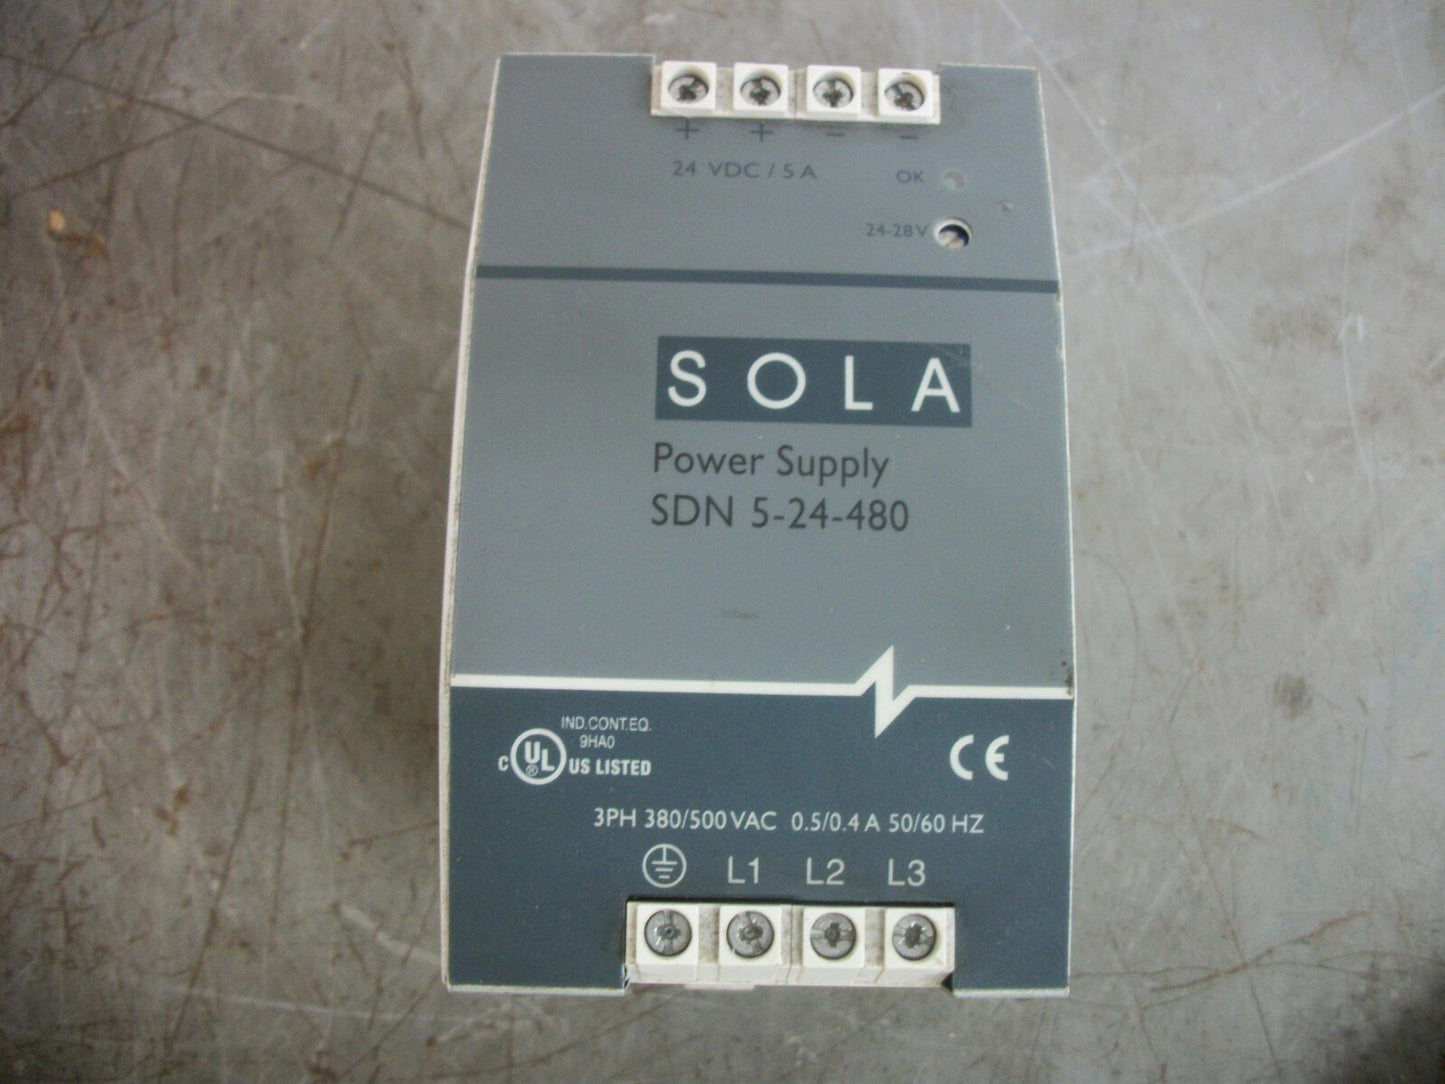 + + − −
24 VDC / 5 A
OK
24-28V
SOLA
Power Supply
SDN 5-24-480
IND.CONT.EQ.
9HA0
C UL ® US LISTED
CE
3PH 380/500 VAC 0.5/0.4 A 50/60 HZ
L1 L2 L3